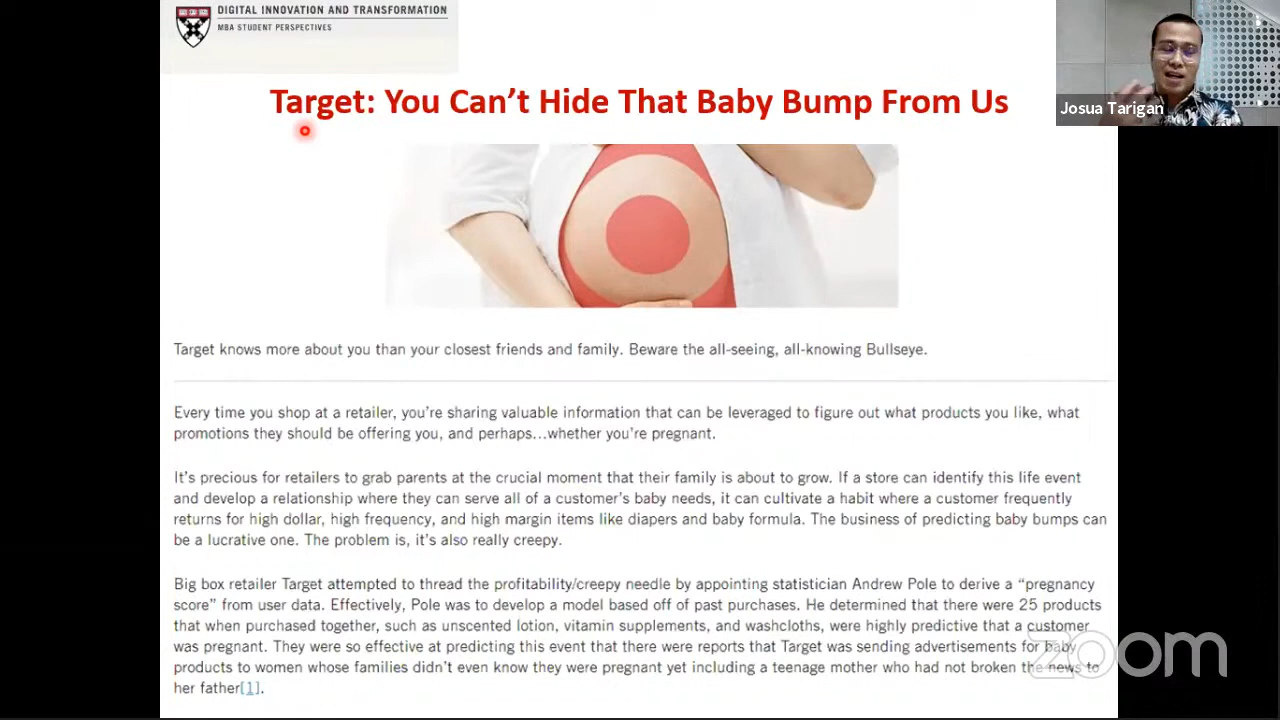 DIGITAL INNOVATION AND TRANSFORMATION
MBA STUDENT PERSPECTIVES
Target: You Can’t Hide That Baby Bump From Us
Josua Tarigan
Target knows more about you than your closest friends and family. Beware the all-seeing, all-knowing Bullseye.
Every time you shop at a retailer, you’re sharing valuable information that can be leveraged to figure out what products you like, what
promotions they should be offering you, and perhaps…whether you’re pregnant.
It’s precious for retailers to grab parents at the crucial moment that their family is about to grow. If a store can identify this life event
and develop a relationship where they can serve all of a customer’s baby needs, it can cultivate a habit where a customer frequently
returns for high dollar, high frequency, and high margin items like diapers and baby formula. The business of predicting baby bumps can
be a lucrative one. The problem is, it’s also really creepy.
Big box retailer Target attempted to thread the profitability/creepy needle by appointing statistician Andrew Pole to derive a “pregnancy
score” from user data. Effectively, Pole was to develop a model based off of past purchases. He determined that there were 25 products
that when purchased together, such as unscented lotion, vitamin supplements, and washcloths, were highly predictive that a customer
was pregnant. They were so effective at predicting this event that there were reports that Target was sending advertisements for baby
products to women whose families didn’t even know they were pregnant yet including a teenage mother who had not broken the news to
her father[1].
zoom